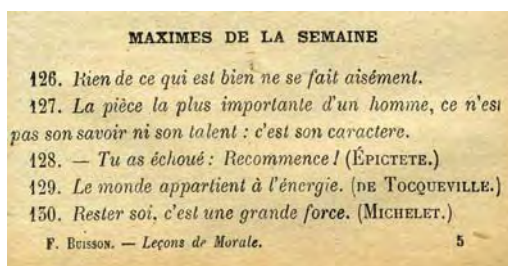 MAXIMES DE LA SEMAINE
126. Rien de ce qui est bien ne se fait aisément.
127. La pièce la plus importante d'un homme, ce n'est
pas son savoir ni son talent : c'est son caractere.
128. — Tu as échoué : Recommence ! (ÉPICTETE.)
129. Le monde appartient à l'énergie. (DE TOCQUEVILLE.)
130. Rester soi, c'est une grande force. (MICHELET.)
F. BUISSON. — Leçons de Morale. 5